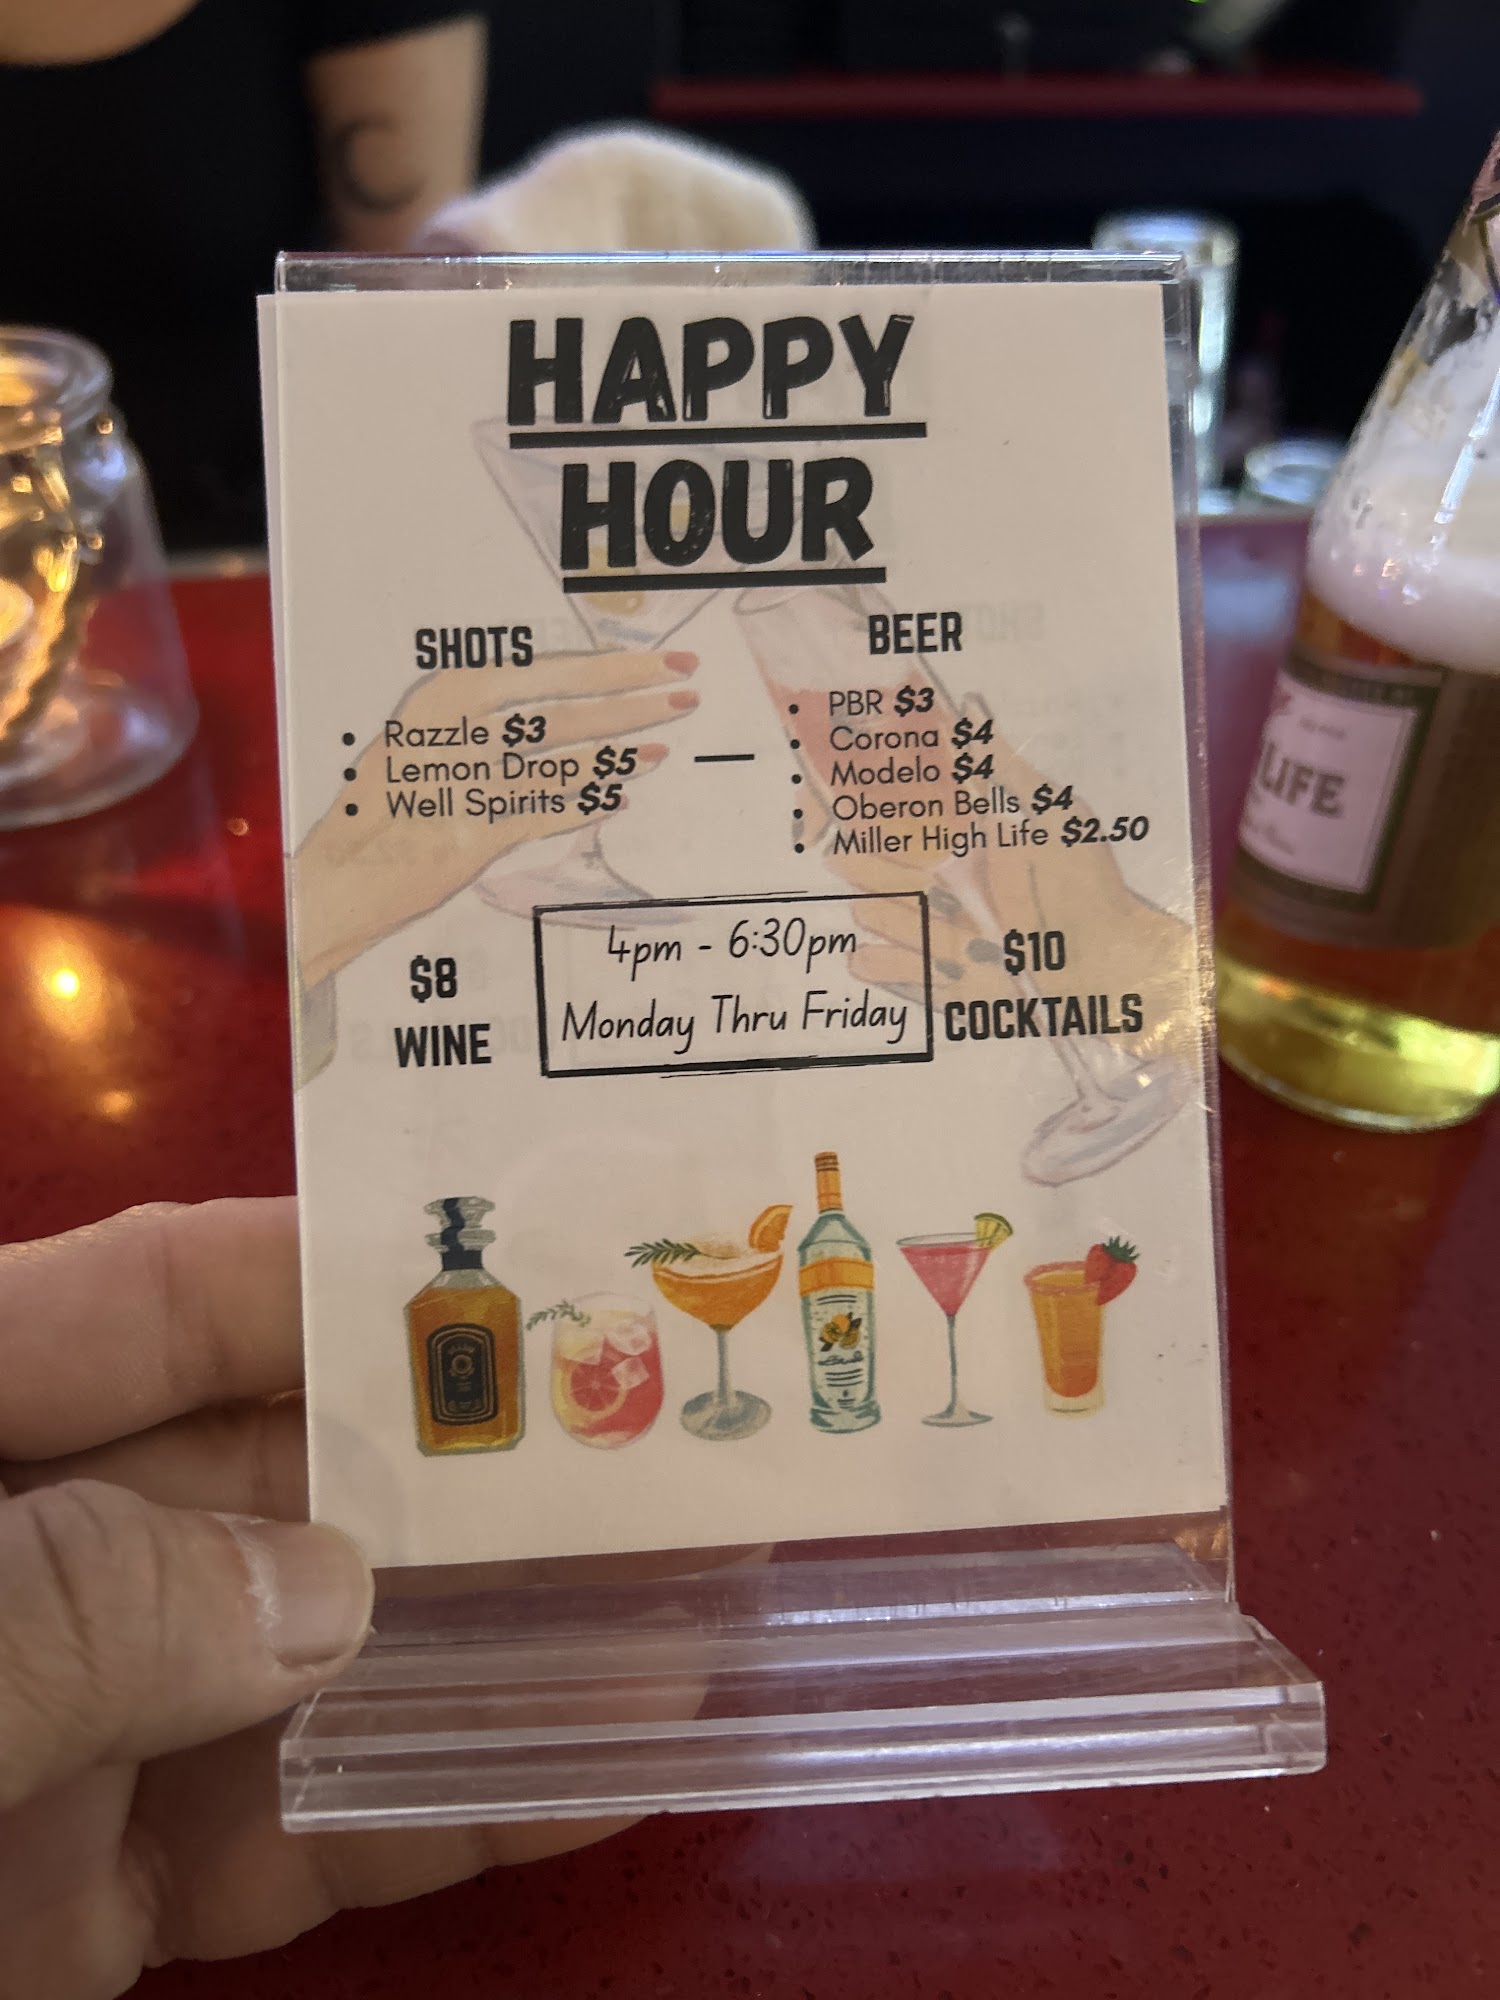 HAPPY
HOUR
SHOTS
• Razzle $3
• Lemon Drop $5
• Well Spirits $5
—
BEER
• PBR $3
• Corona $4
• Modelo $4
• Oberon Bells $4
• Miller High Life $2.50
$8
WINE
4pm - 6:30pm
Monday Thru Friday
$10
COCKTAILS
LIFE